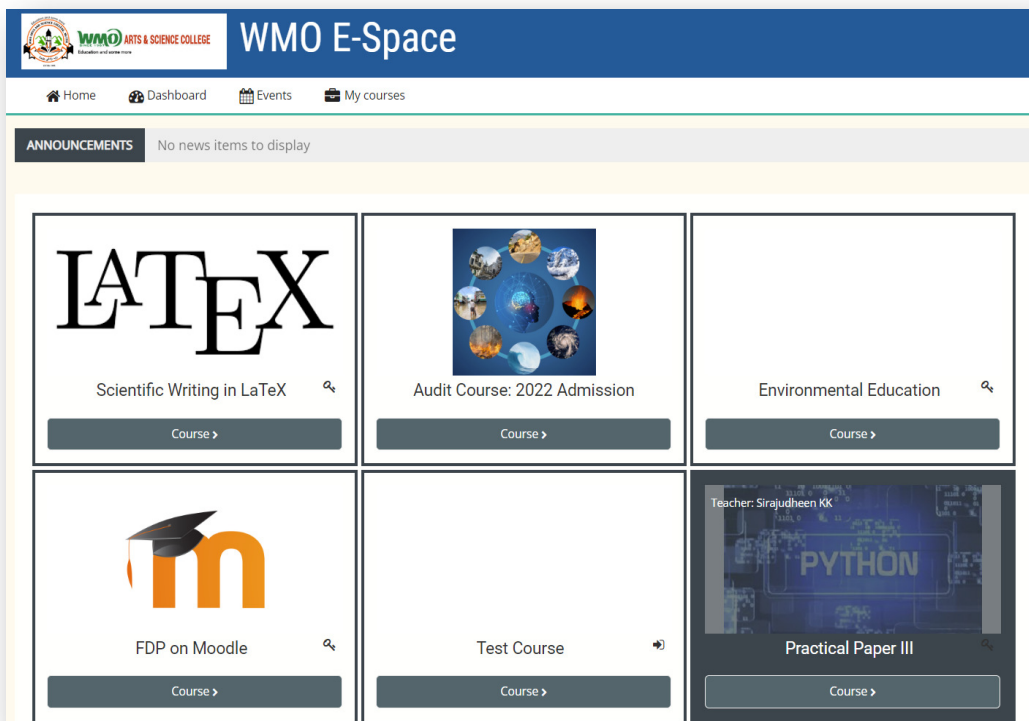 WMO ARTS & SCIENCE COLLEGE
Education and some more
WMO E-Space
Home Dashboard Events My courses
ANNOUNCEMENTS No news items to display
LATEX
Scientific Writing in LaTeX
Course
Audit Course: 2022 Admission
Course
Environmental Education
Course
m
FDP on Moodle
Course
Test Course
Course
Teacher: Sirajudheen KK
PYTHON
Practical Paper III
Course